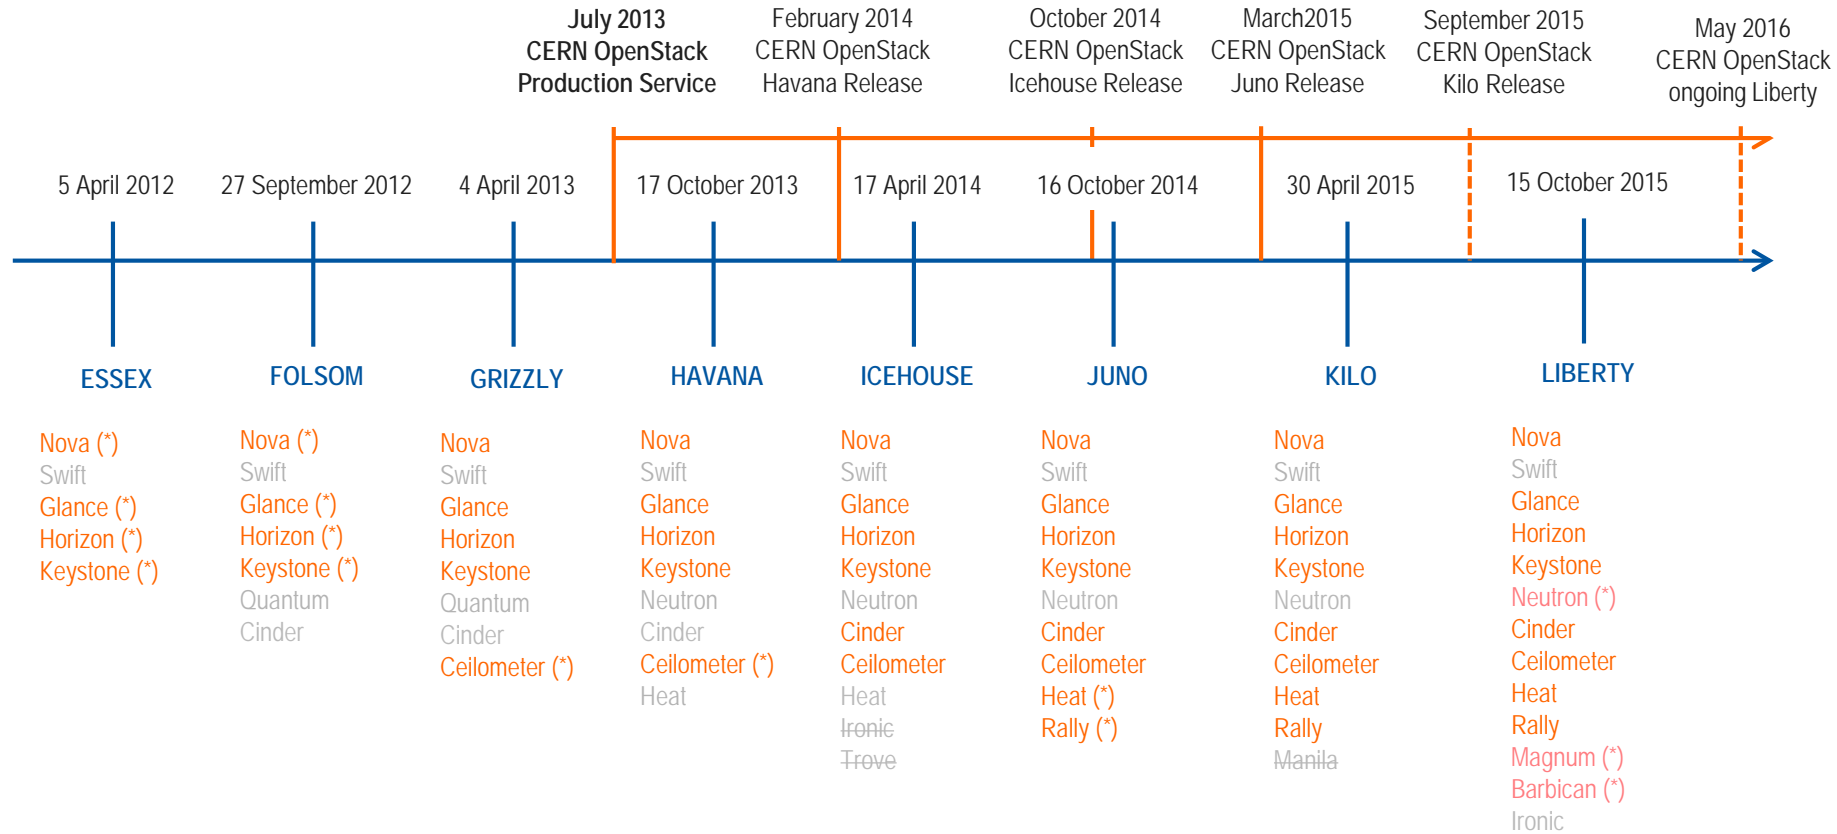 July 2013
CERN OpenStack
Production Service
February 2014
CERN OpenStack
Havana Release
October 2014
CERN OpenStack
Icehouse Release
March2015
CERN OpenStack
Juno Release
September 2015
CERN OpenStack
Kilo Release
May 2016
CERN OpenStack
ongoing Liberty
5 April 2012
27 September 2012
4 April 2013
17 October 2013
17 April 2014
16 October 2014
30 April 2015
15 October 2015
ESSEX
FOLSOM
GRIZZLY
HAVANA
ICEHOUSE
JUNO
KILO
LIBERTY
Nova (*)
Swift
Glance (*)
Horizon (*)
Keystone (*)
Nova (*)
Swift
Glance (*)
Horizon (*)
Keystone (*)
Quantum
Cinder
Nova
Swift
Glance
Horizon
Keystone
Quantum
Cinder
Ceilometer (*)
Nova
Swift
Glance
Horizon
Keystone
Neutron
Cinder
Ceilometer (*)
Heat
Nova
Swift
Glance
Horizon
Keystone
Neutron
Cinder
Ceilometer
Heat
Ironic
Trove
Nova
Swift
Glance
Horizon
Keystone
Neutron
Cinder
Ceilometer
Heat (*)
Rally (*)
Nova
Swift
Glance
Horizon
Keystone
Neutron
Cinder
Ceilometer
Heat
Rally
Manila
Nova
Swift
Glance
Horizon
Keystone
Neutron (*)
Cinder
Ceilometer
Heat
Rally
Magnum (*)
Barbican (*)
Ironic